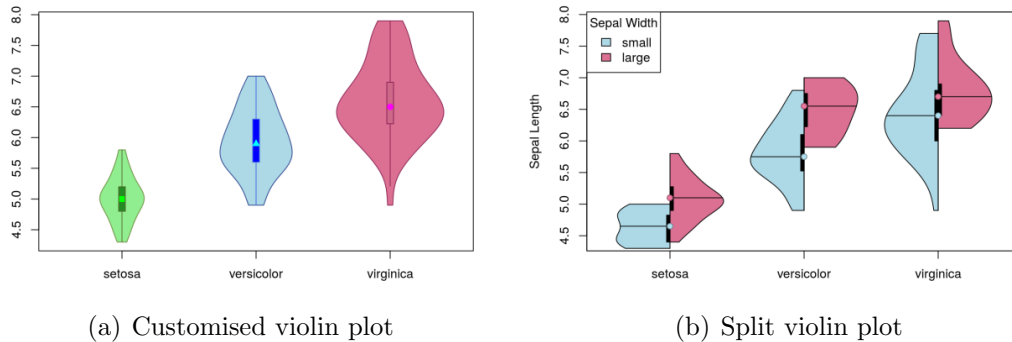 8.0
7.5
7.0
6.5
6.0
5.5
5.0
4.5
setosa
versicolor
virginica
(a) Customised violin plot
Sepal Length
8.0
7.5
7.0
6.5
6.0
5.5
5.0
4.5
Sepal Width
small
large
setosa
versicolor
virginica
(b) Split violin plot